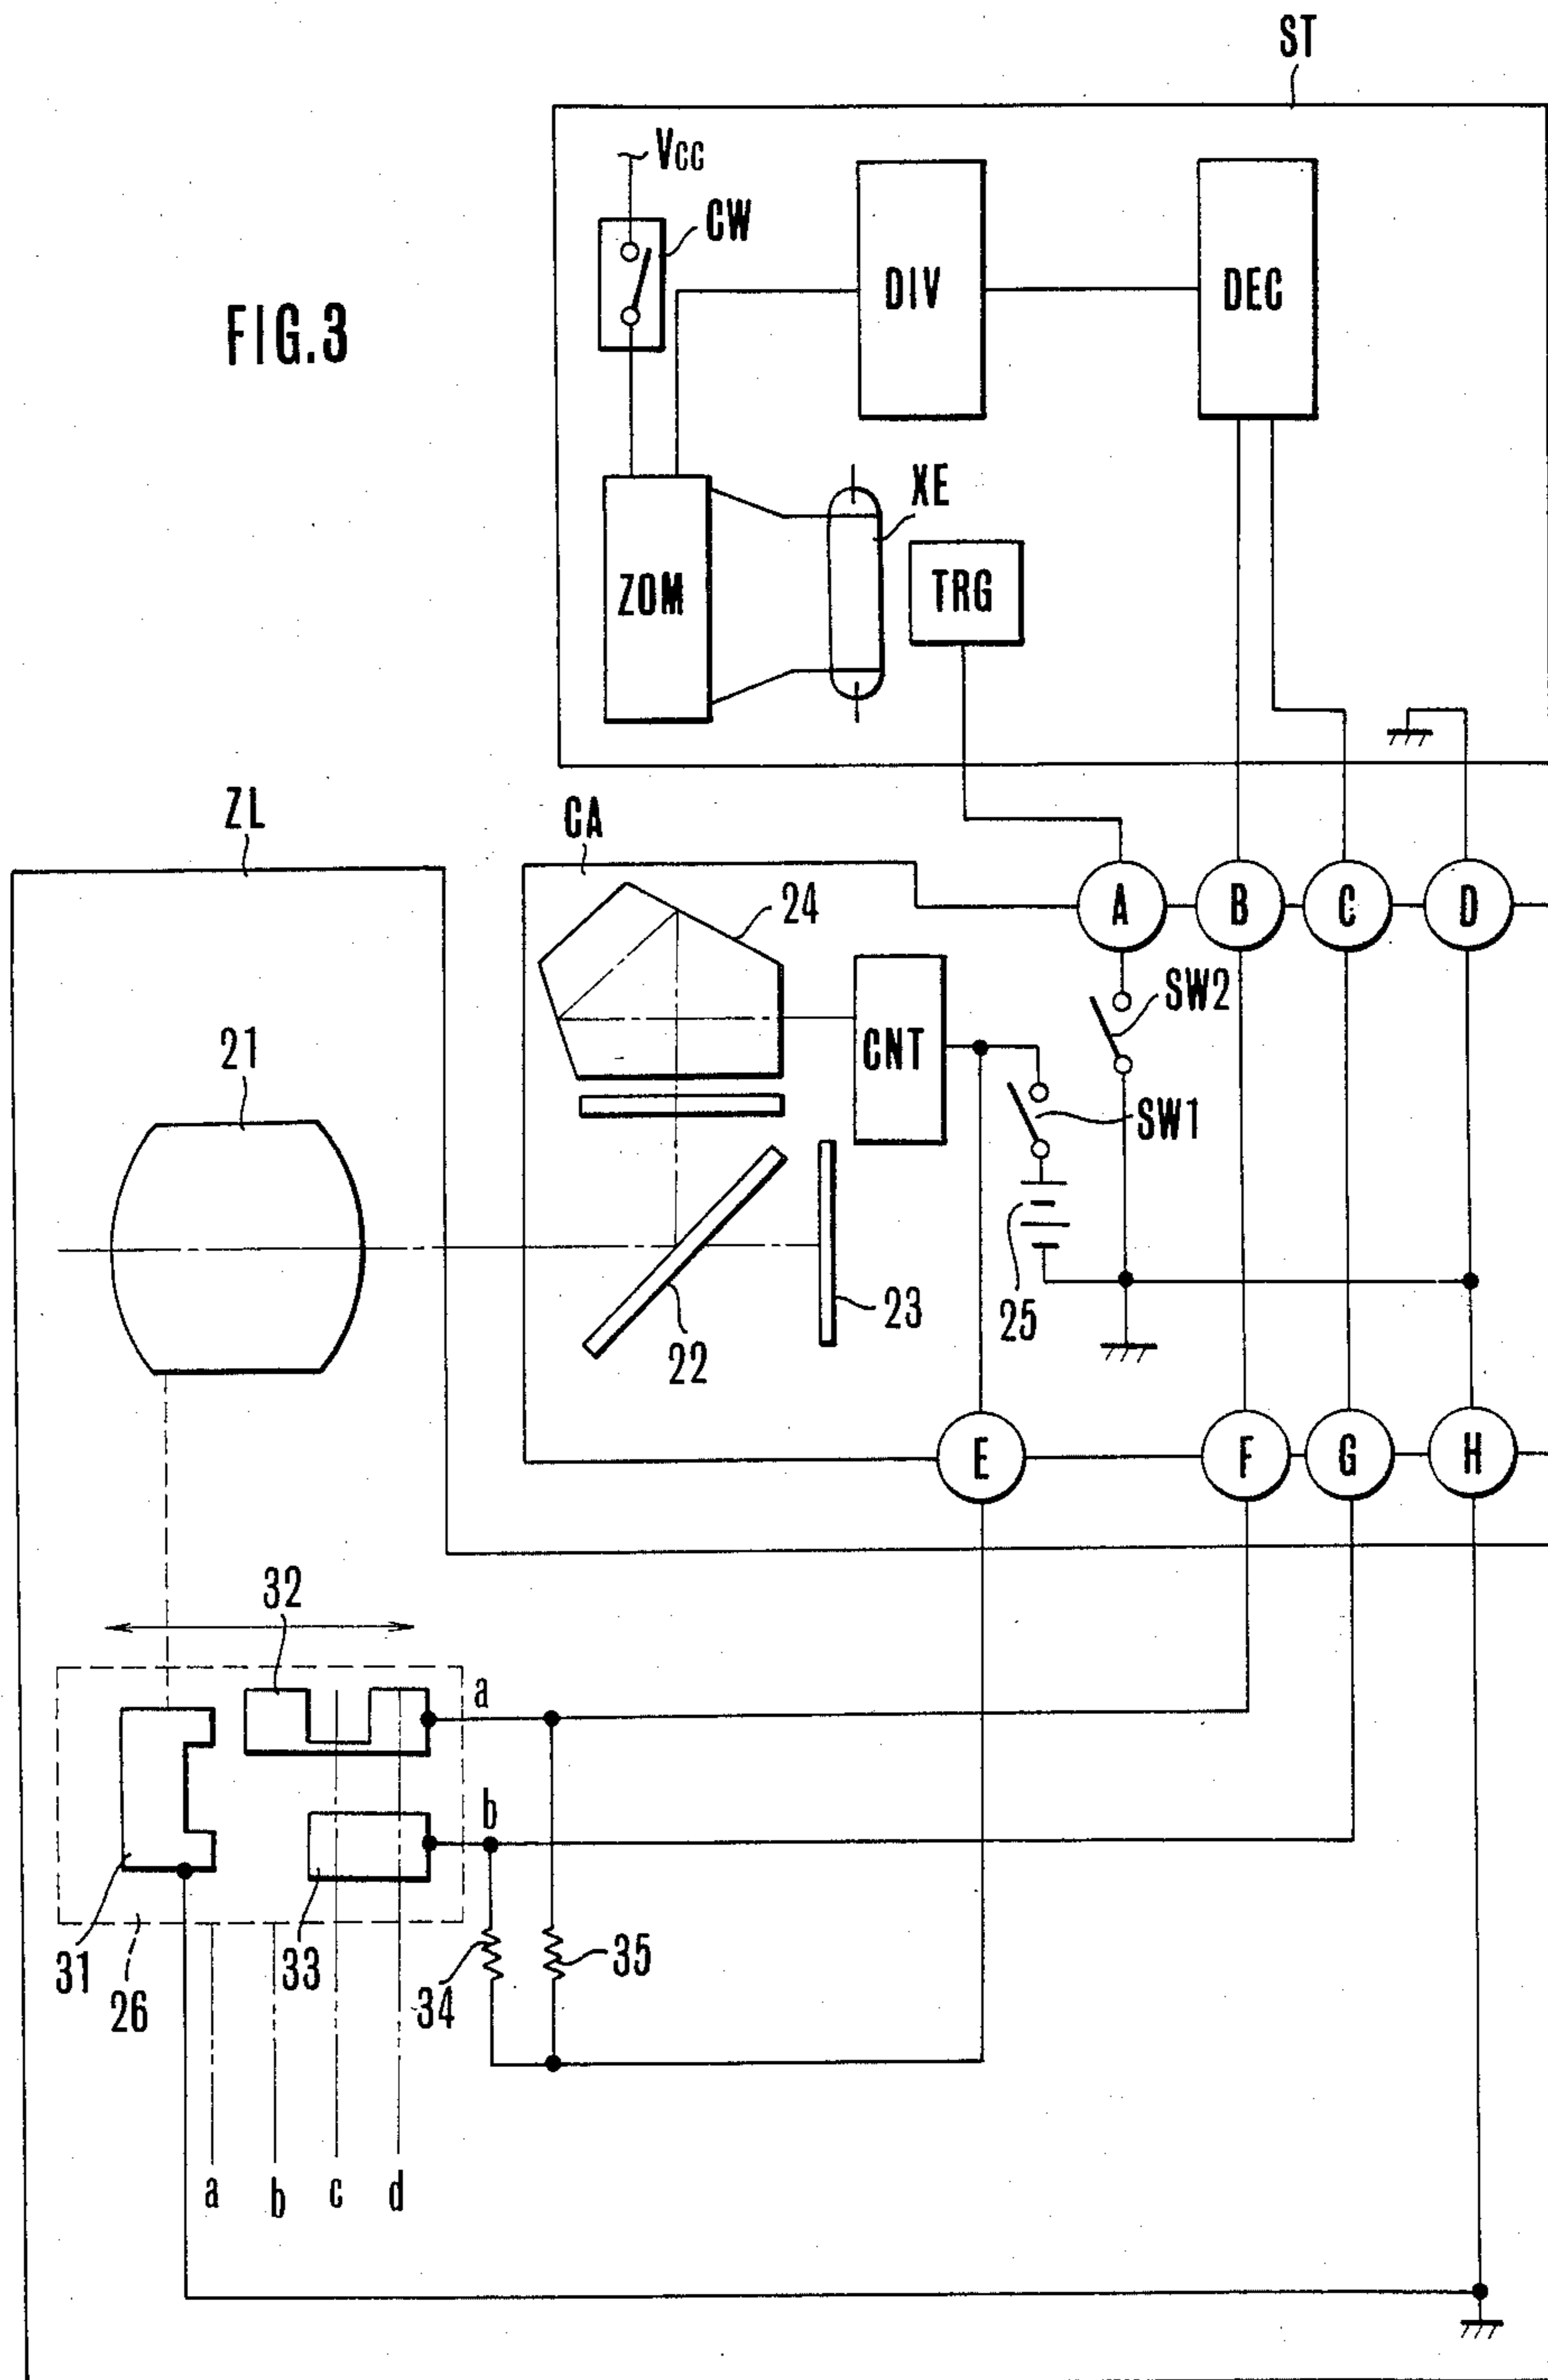 ST
Vcc
CW
DIV
DEC
FIG.3
XE
ZOM
TRG
ZL
CA
A
B
C
D
24
SW2
21
CNT
SW1
25
23
22
E
F
G
H
32
a
b
31
26
33
34
35
a
b
c
d